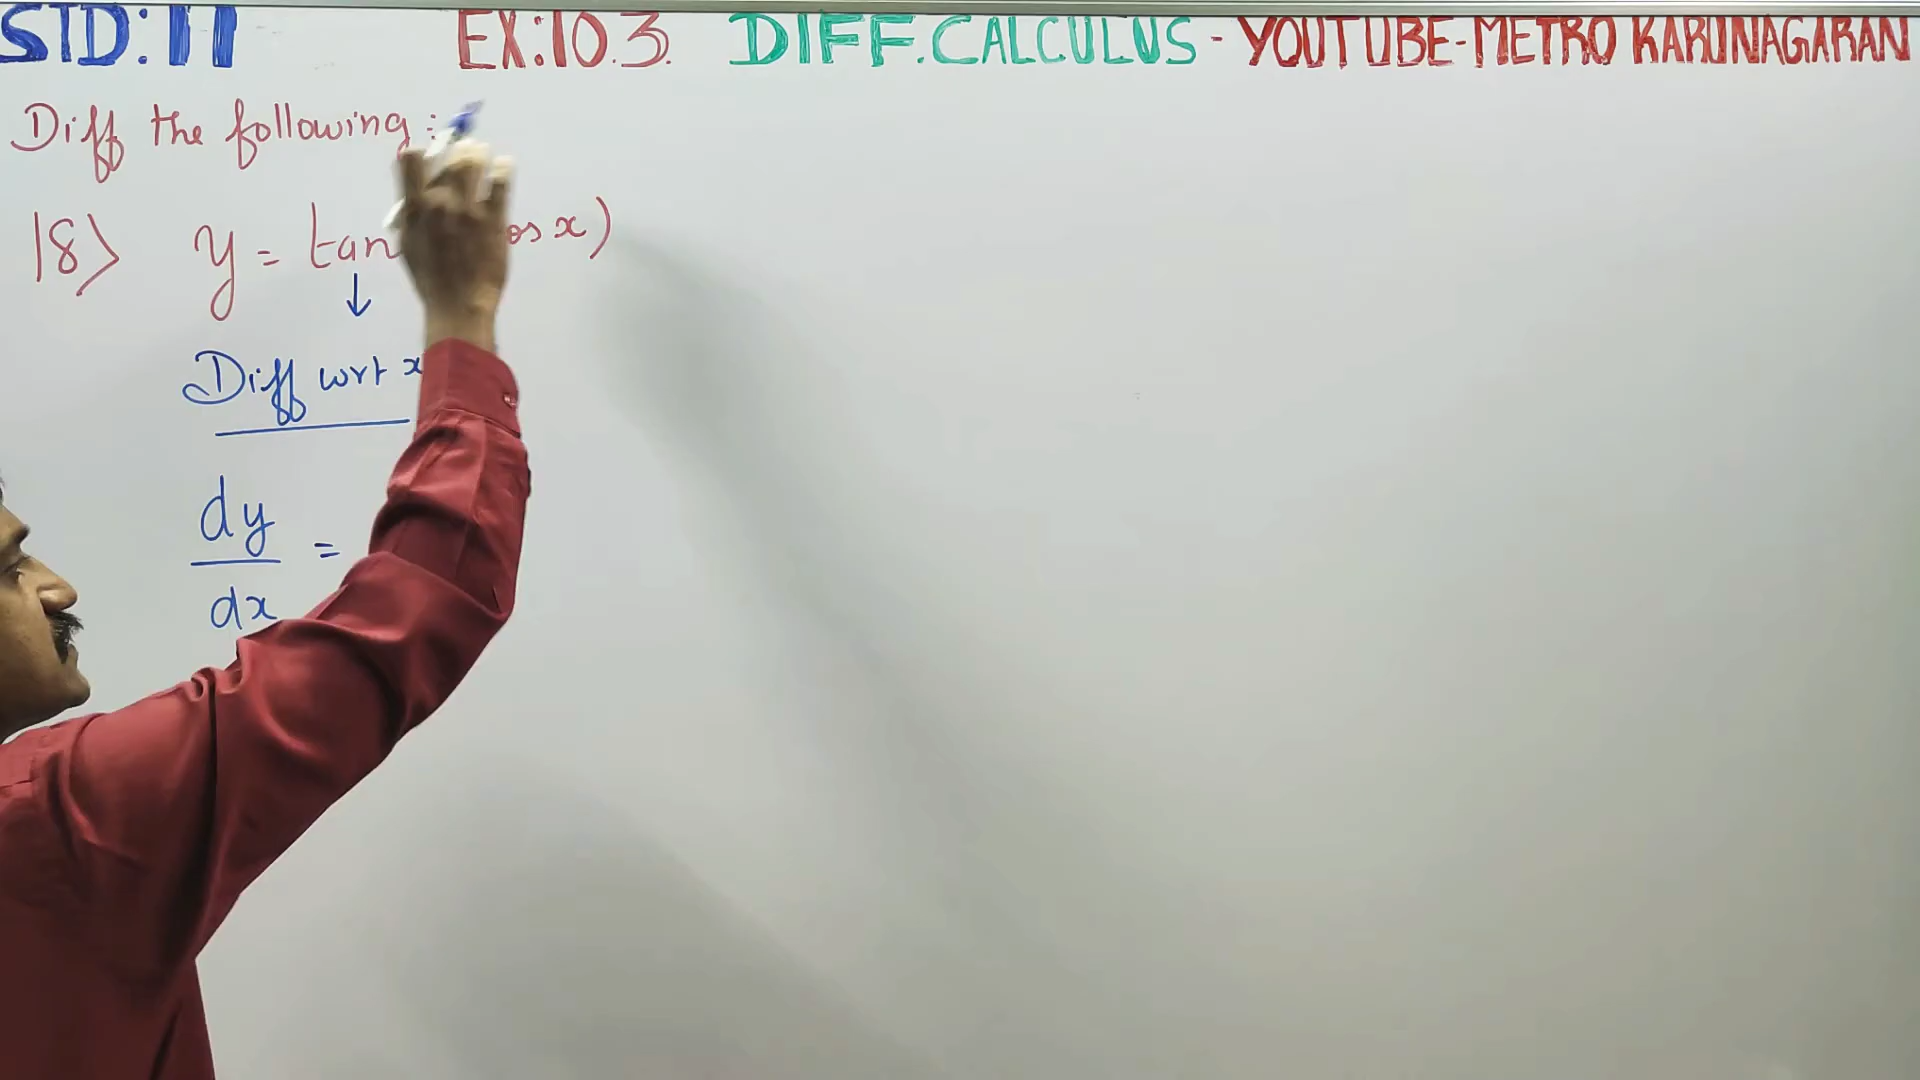 STD: 11 EX:10.3. DIFF.CALCULUS - YOUTUBE-METRO KARUNAGARAN
Diff the following:
18> y = tan os x)
↓
Diff wrt x
dy
=
dx